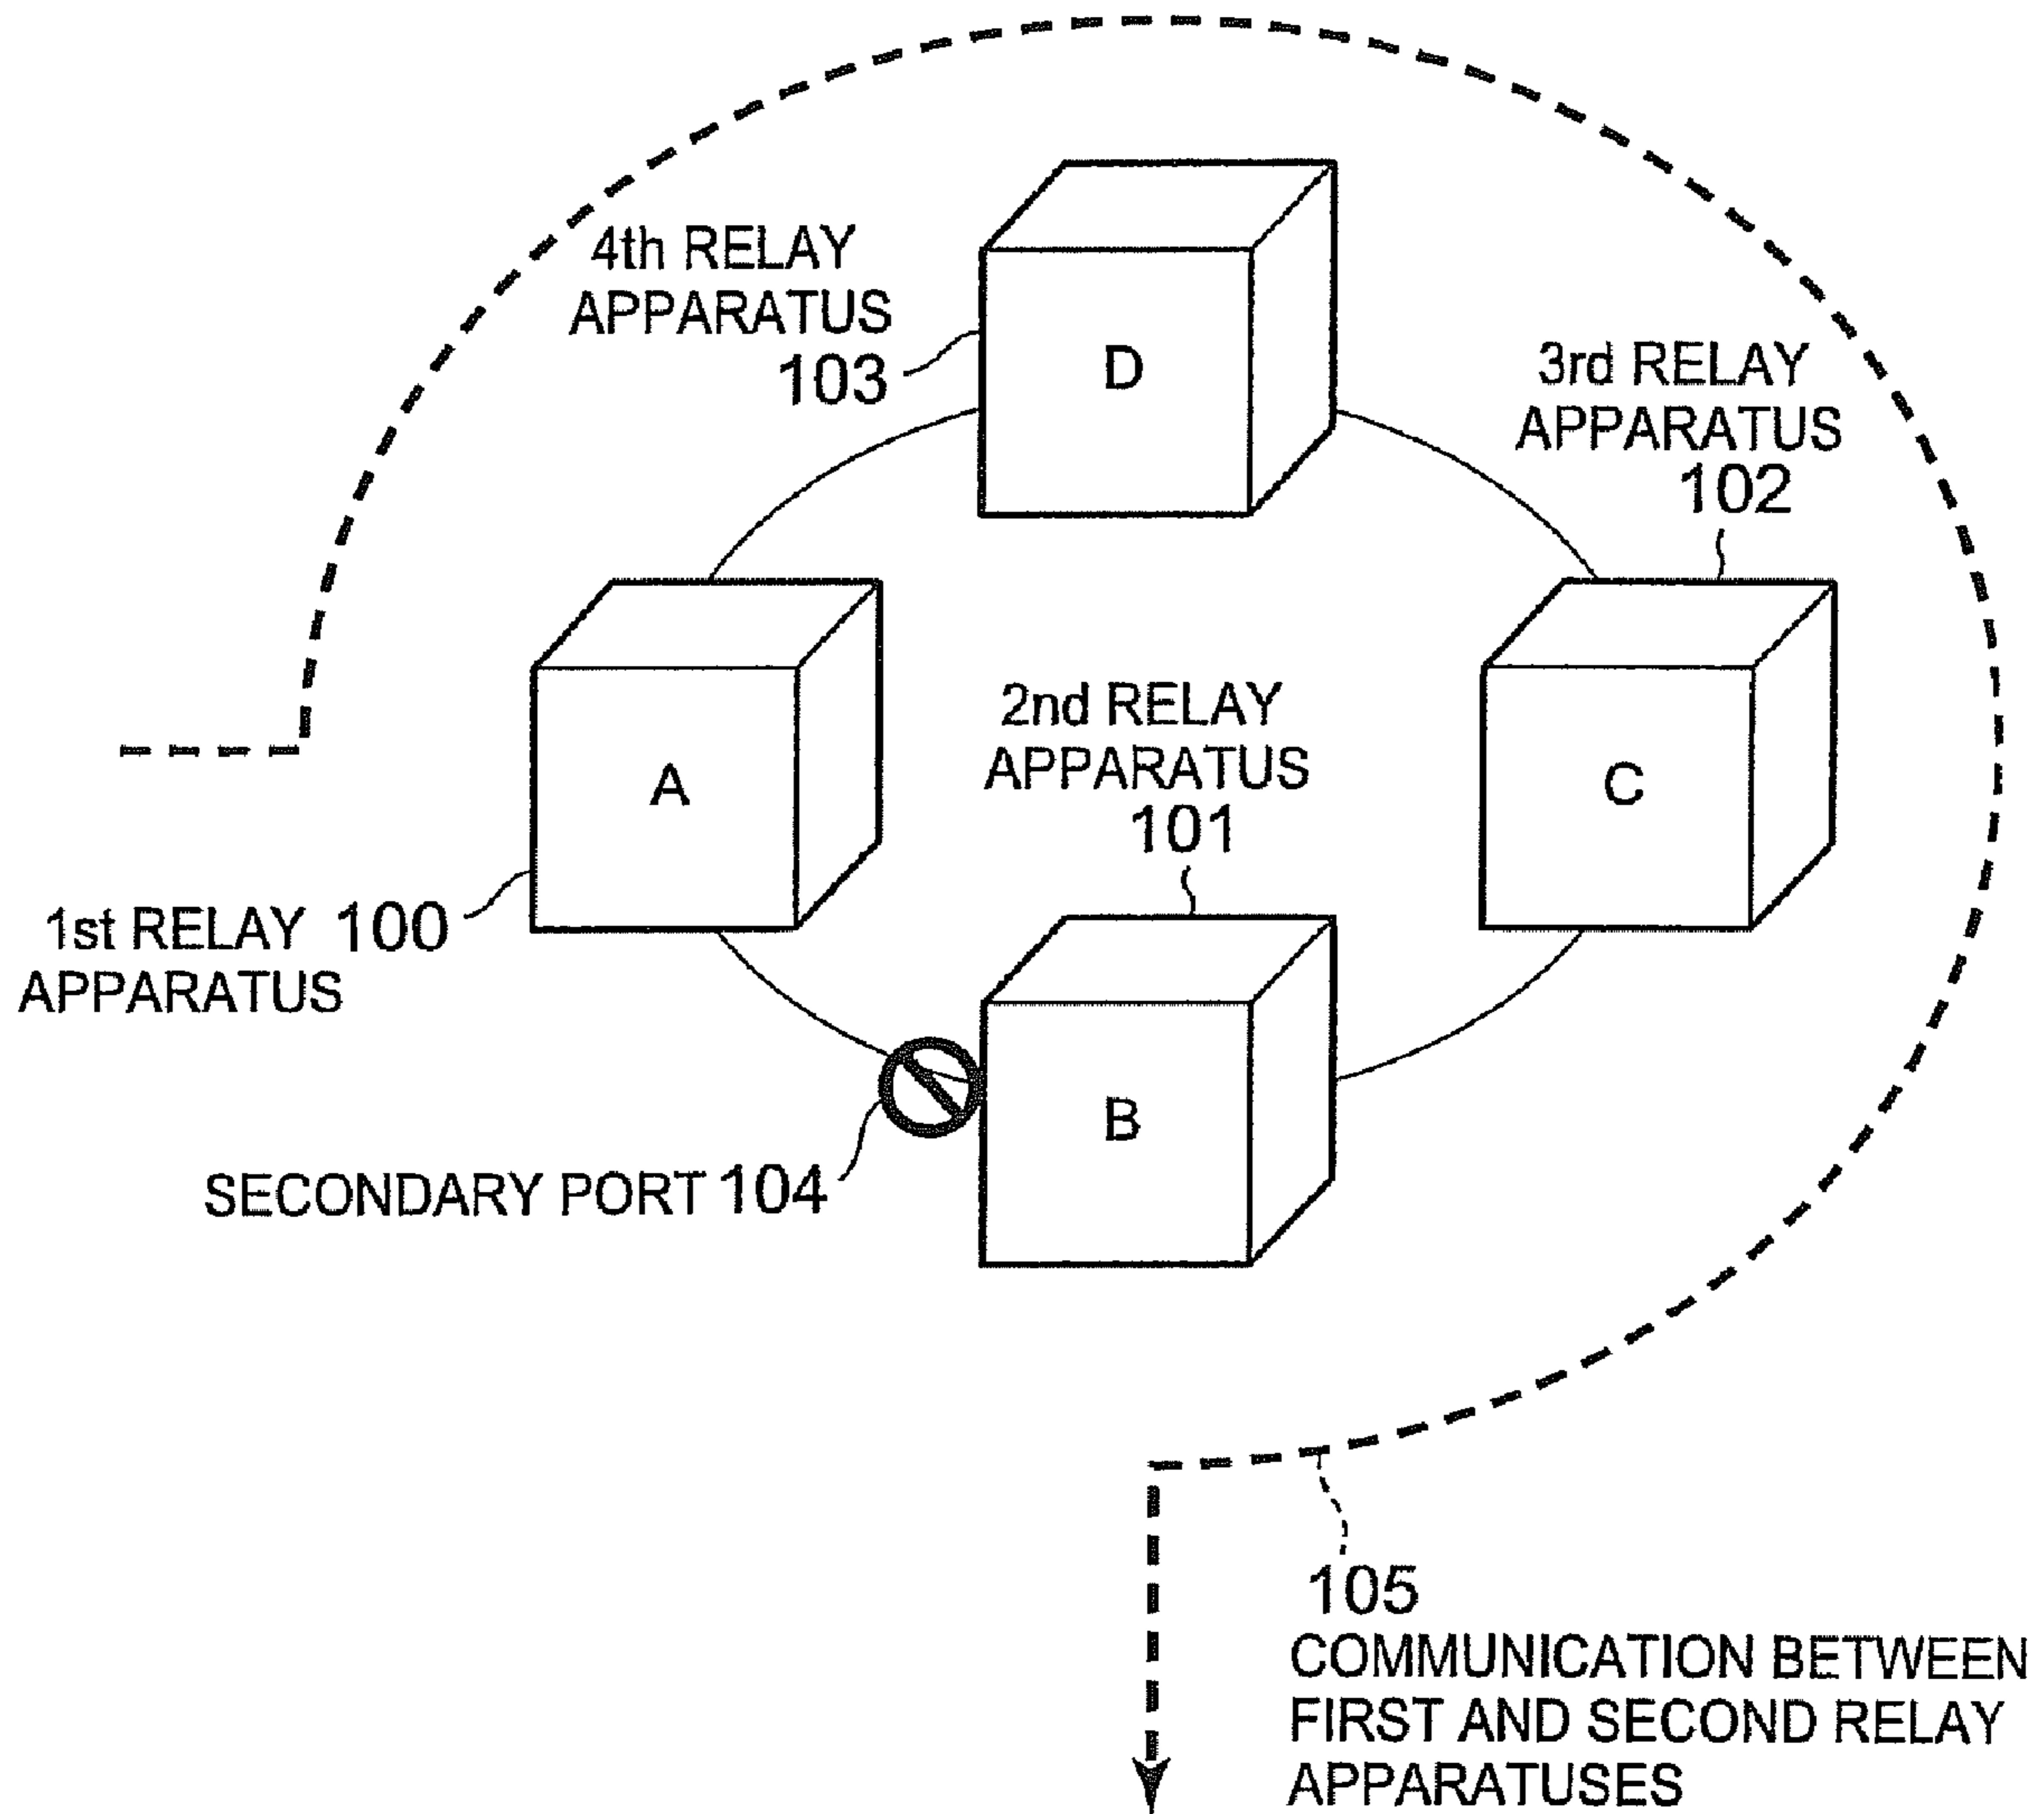 4th RELAY
APPARATUS
103
D
3rd RELAY
APPARATUS
102
2nd RELAY
APPARATUS
101
A
C
1st RELAY 100
APPARATUS
B
SECONDARY PORT 104
105
COMMUNICATION BETWEEN
FIRST AND SECOND RELAY
APPARATUSES